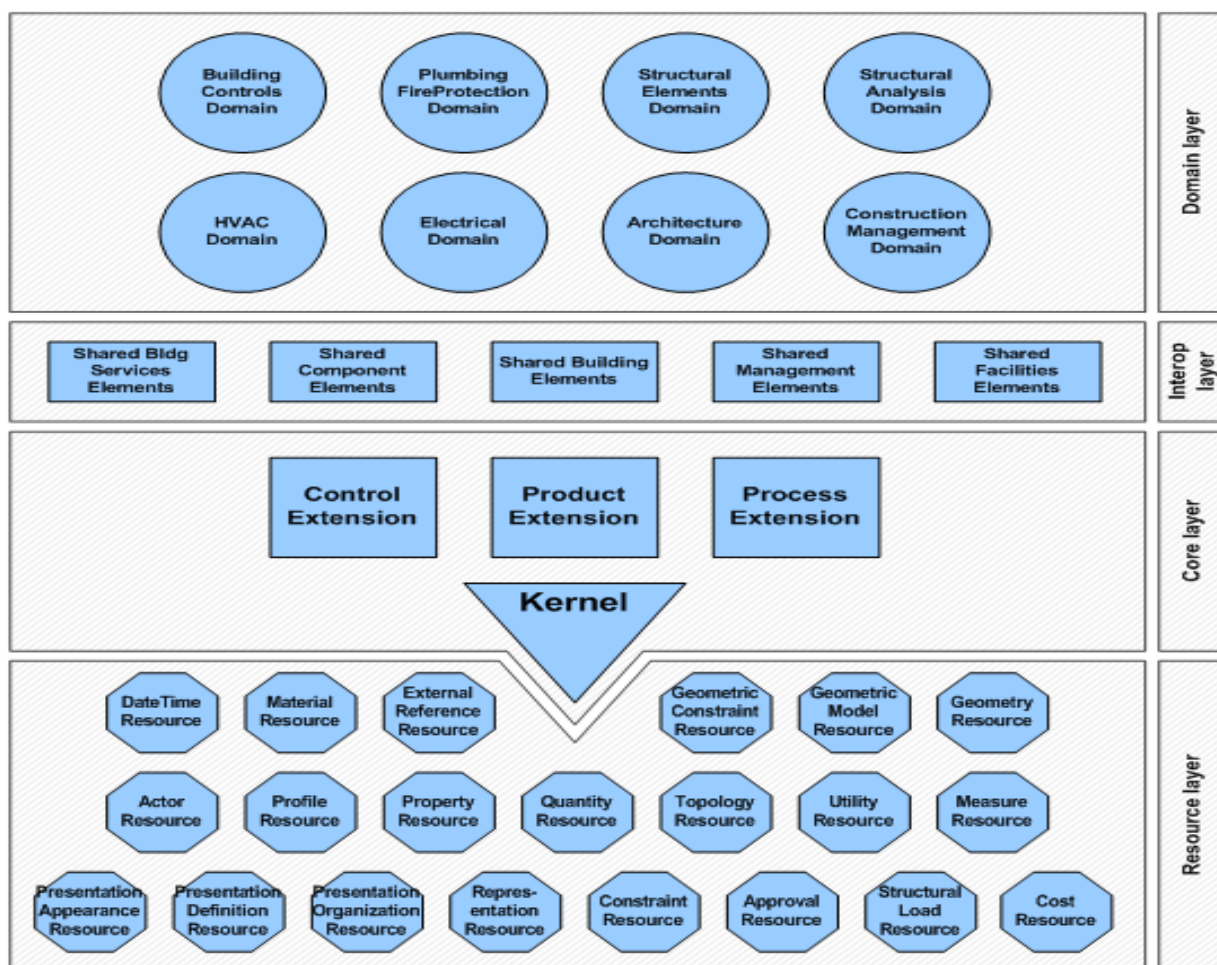 Building
Controls
Domain
Plumbing
FireProtection
Domain
Structural
Elements
Domain
Structural
Analysis
Domain
HVAC
Domain
Electrical
Domain
Architecture
Domain
Construction
Management
Domain
Domain layer
Shared Bldg
Services
Elements
Shared
Component
Elements
Shared Building
Elements
Shared
Management
Elements
Shared
Facilities
Elements
Interop
layer
Control
Extension
Product
Extension
Process
Extension
Kernel
Core layer
DateTime
Resource
Material
Resource
External
Reference
Resource
Geometric
Constraint
Resource
Geometric
Model
Resource
Geometry
Resource
Actor
Resource
Profile
Resource
Property
Resource
Quantity
Resource
Topology
Resource
Utility
Resource
Measure
Resource
Presentation
Appearance
Resource
Presentation
Definition
Resource
Presentation
Organization
Resource
Repres-
entation
Resource
Constraint
Resource
Approval
Resource
Structural
Load
Resource
Cost
Resource
Resource layer